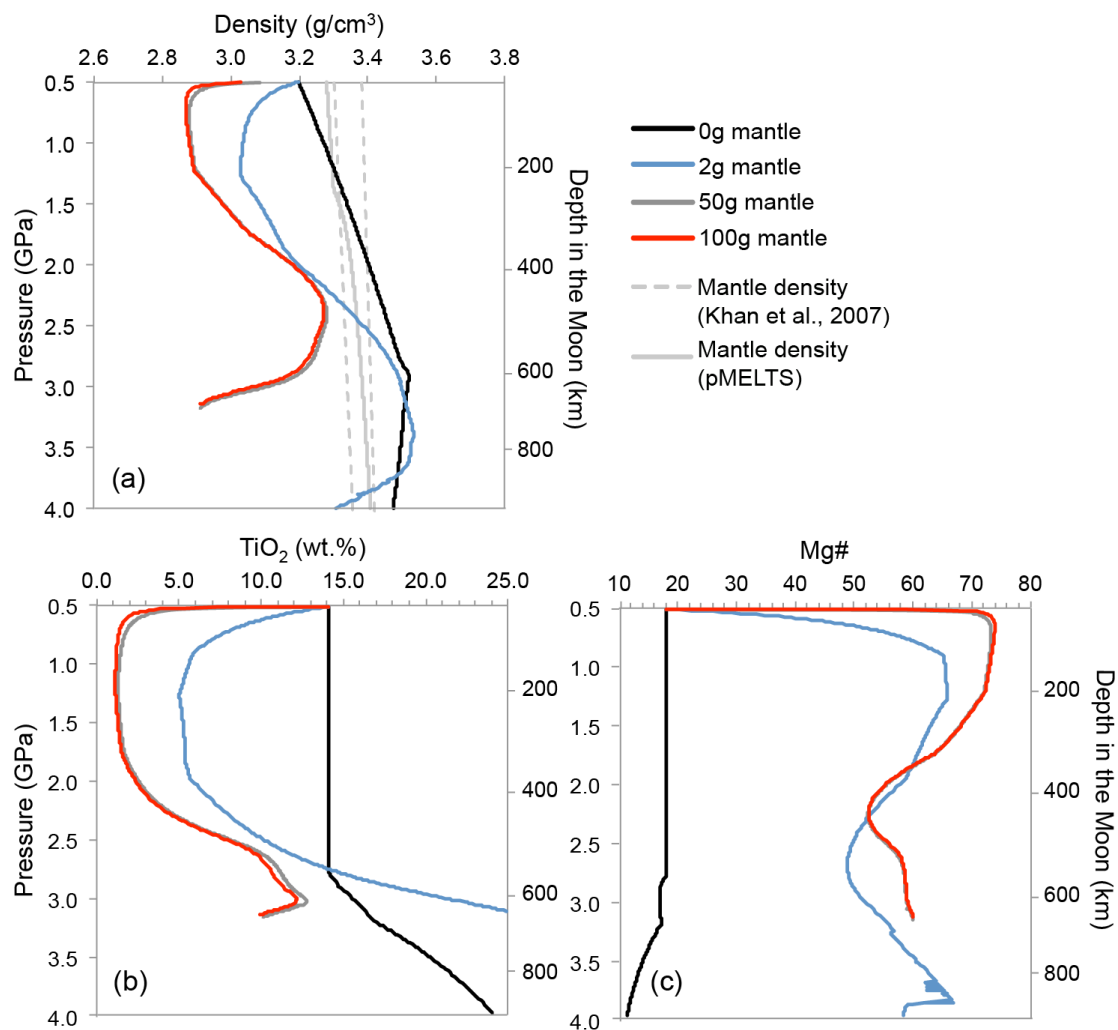 Density (g/cm³)
2.6 2.8 3.0 3.2 3.4 3.6 3.8
0.5
1.0
1.5
2.0
2.5
3.0
3.5
4.0
Pressure (GPa)
200
400
600
800
Depth in the Moon (km)
(a)
0g mantle
2g mantle
50g mantle
100g mantle
Mantle density
(Khan et al., 2007)
Mantle density
(pMELTS)
TiO₂ (wt.%)
0.0 5.0 10.0 15.0 20.0 25.0
0.5
1.0
1.5
2.0
2.5
3.0
3.5
4.0
Pressure (GPa)
200
400
600
800
(b)
Mg#
10 20 30 40 50 60 70 80
0.5
1.0
1.5
2.0
2.5
3.0
3.5
4.0
200
400
600
800
Depth in the Moon (km)
(c)